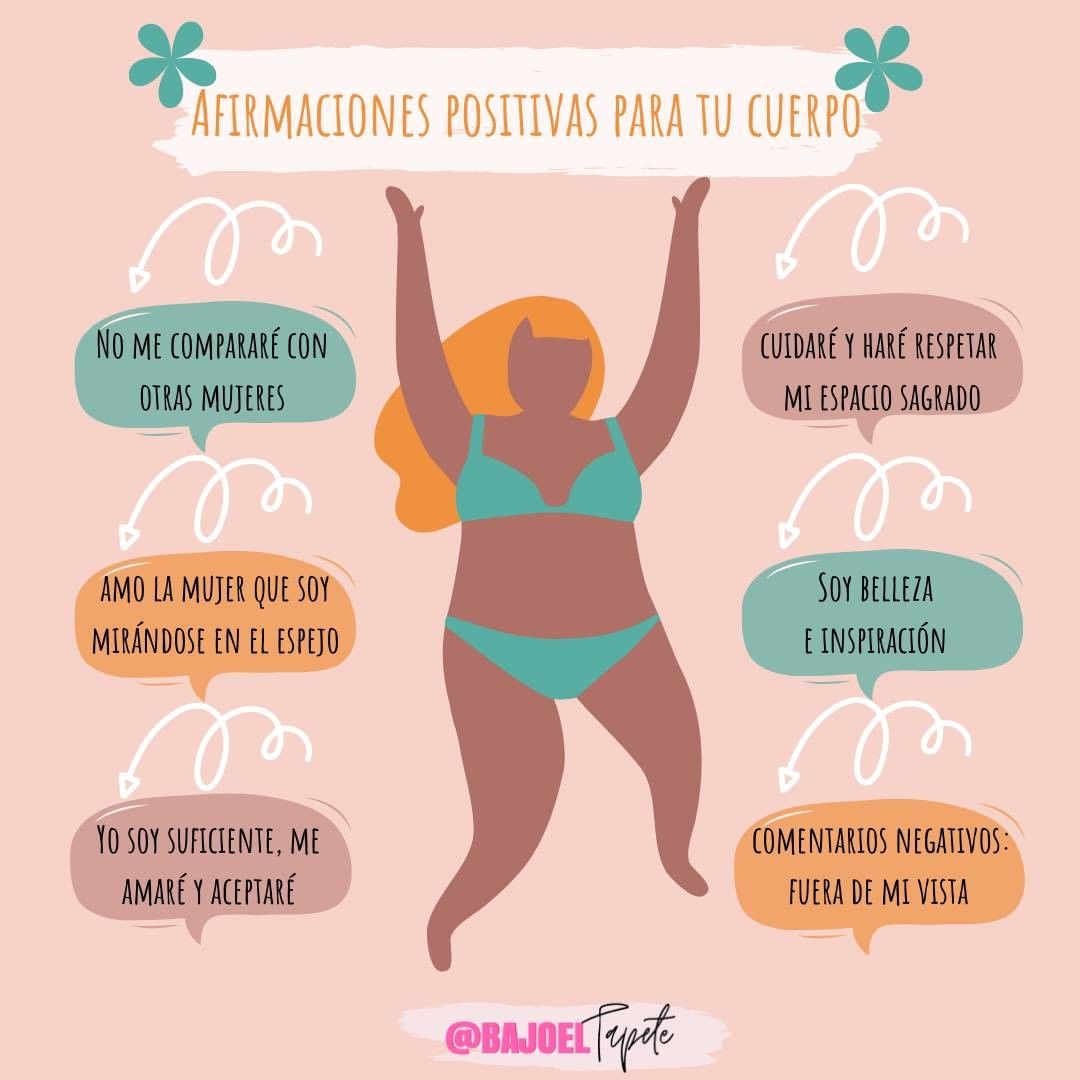 Afirmaciones positivas para tu cuerpo
No me compararé con
otras mujeres
cuidaré y haré respetar
mi espacio sagrado
amo la mujer que soy
mirándose en el espejo
Soy belleza
e inspiración
Yo soy suficiente, me
amaré y aceptaré
comentarios negativos:
fuera de mi vista
@BAJOEL Tapete